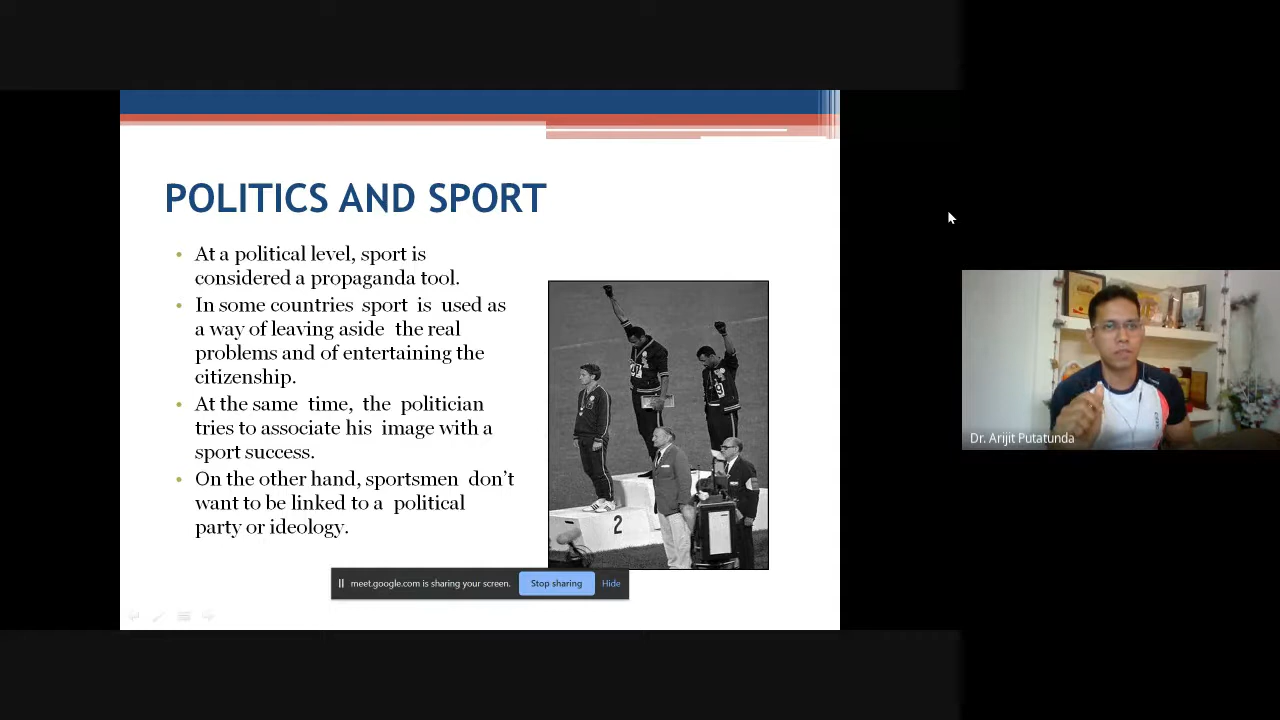 POLITICS AND SPORT
• At a political level, sport is
considered a propaganda tool.
• In some countries sport is used as
a way of leaving aside the real
problems and of entertaining the
citizenship.
• At the same time, the politician
tries to associate his image with a
sport success.
• On the other hand, sportsmen don't
want to be linked to a political
party or ideology.
2
meet.google.com is sharing your screen. Stop sharing Hide
Dr. Arijit Putatunda